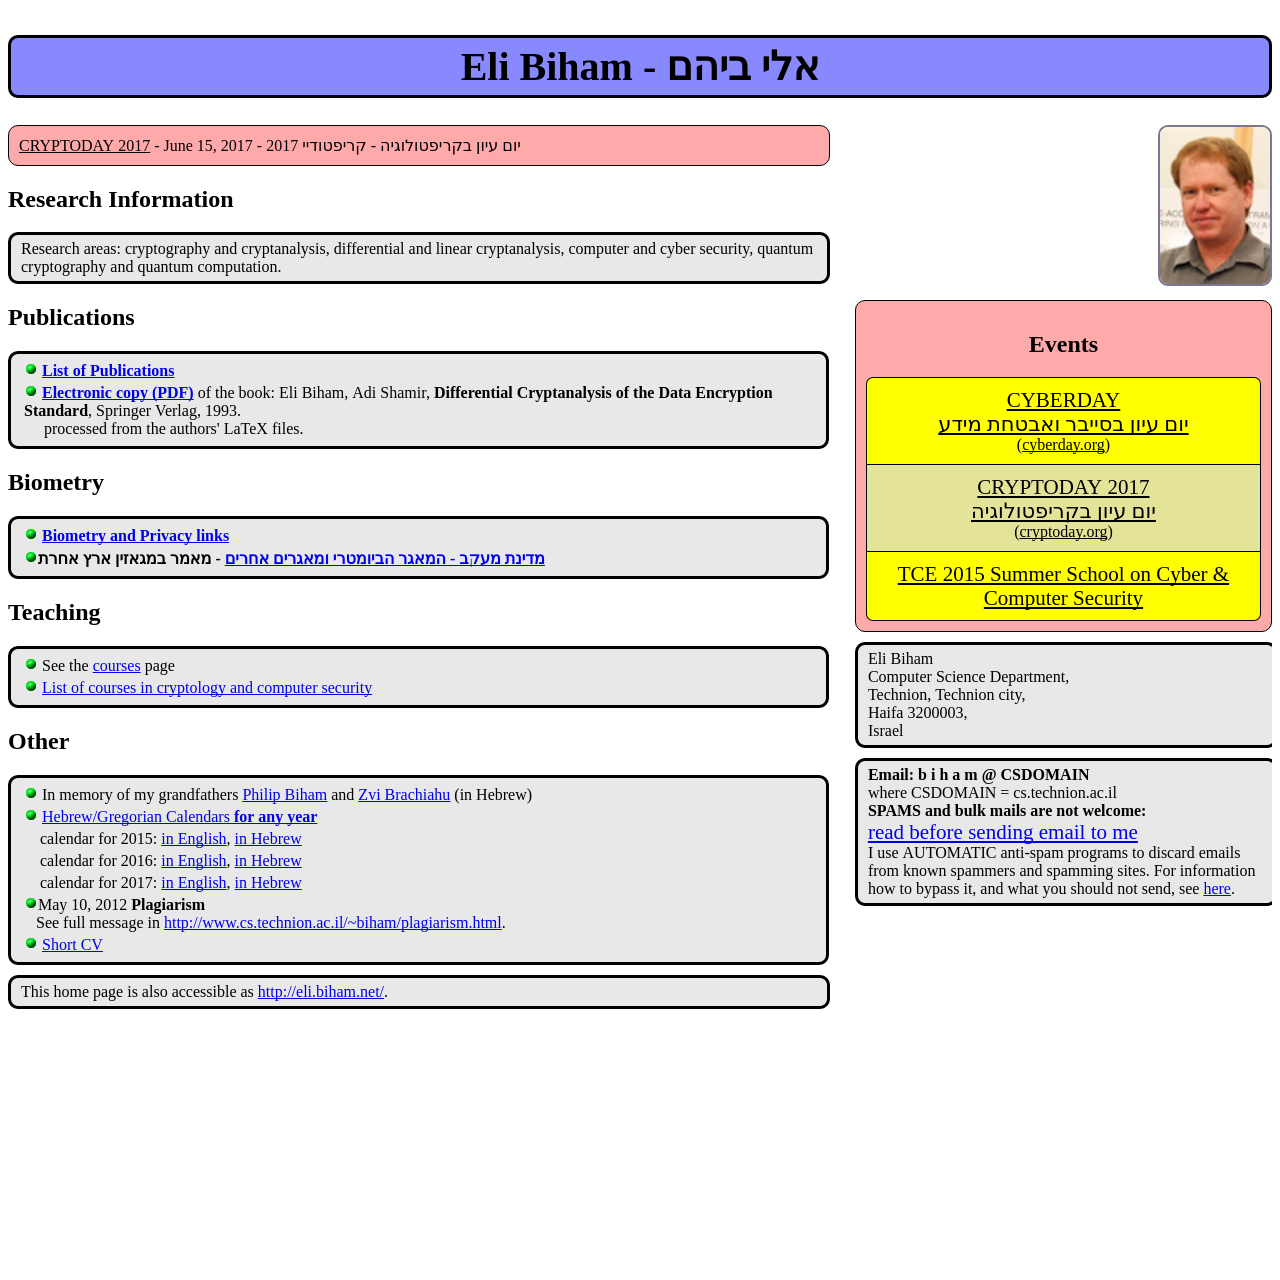 Eli Biham - אלי ביהם
CRYPTODAY 2017 - June 15, 2017 - יום עיון בקריפטולוגיה - קריפטודיי 2017
Research Information
Research areas: cryptography and cryptanalysis, differential and linear cryptanalysis, computer and cyber security, quantum
cryptography and quantum computation.
Publications
List of Publications
Electronic copy (PDF) of the book: Eli Biham, Adi Shamir, Differential Cryptanalysis of the Data Encryption
Standard, Springer Verlag, 1993.
processed from the authors' LaTeX files.
Biometry
Biometry and Privacy links
מדינת מעקב - המאגר הביומטרי ומאגרים אחרים - מאמר במגאזין ארץ אחרת
Teaching
See the courses page
List of courses in cryptology and computer security
Other
In memory of my grandfathers Philip Biham and Zvi Brachiahu (in Hebrew)
Hebrew/Gregorian Calendars for any year
calendar for 2015: in English, in Hebrew
calendar for 2016: in English, in Hebrew
calendar for 2017: in English, in Hebrew
May 10, 2012 Plagiarism
See full message in http://www.cs.technion.ac.il/~biham/plagiarism.html.
Short CV
This home page is also accessible as http://eli.biham.net/.
Events
CYBERDAY
יום עיון בסייבר ואבטחת מידע
(cyberday.org)
CRYPTODAY 2017
יום עיון בקריפטולוגיה
(cryptoday.org)
TCE 2015 Summer School on Cyber &
Computer Security
Eli Biham
Computer Science Department,
Technion, Technion city,
Haifa 3200003,
Israel
Email: b i h a m @ CSDOMAIN
where CSDOMAIN = cs.technion.ac.il
SPAMS and bulk mails are not welcome:
read before sending email to me
I use AUTOMATIC anti-spam programs to discard emails
from known spammers and spamming sites. For information
how to bypass it, and what you should not send, see here.